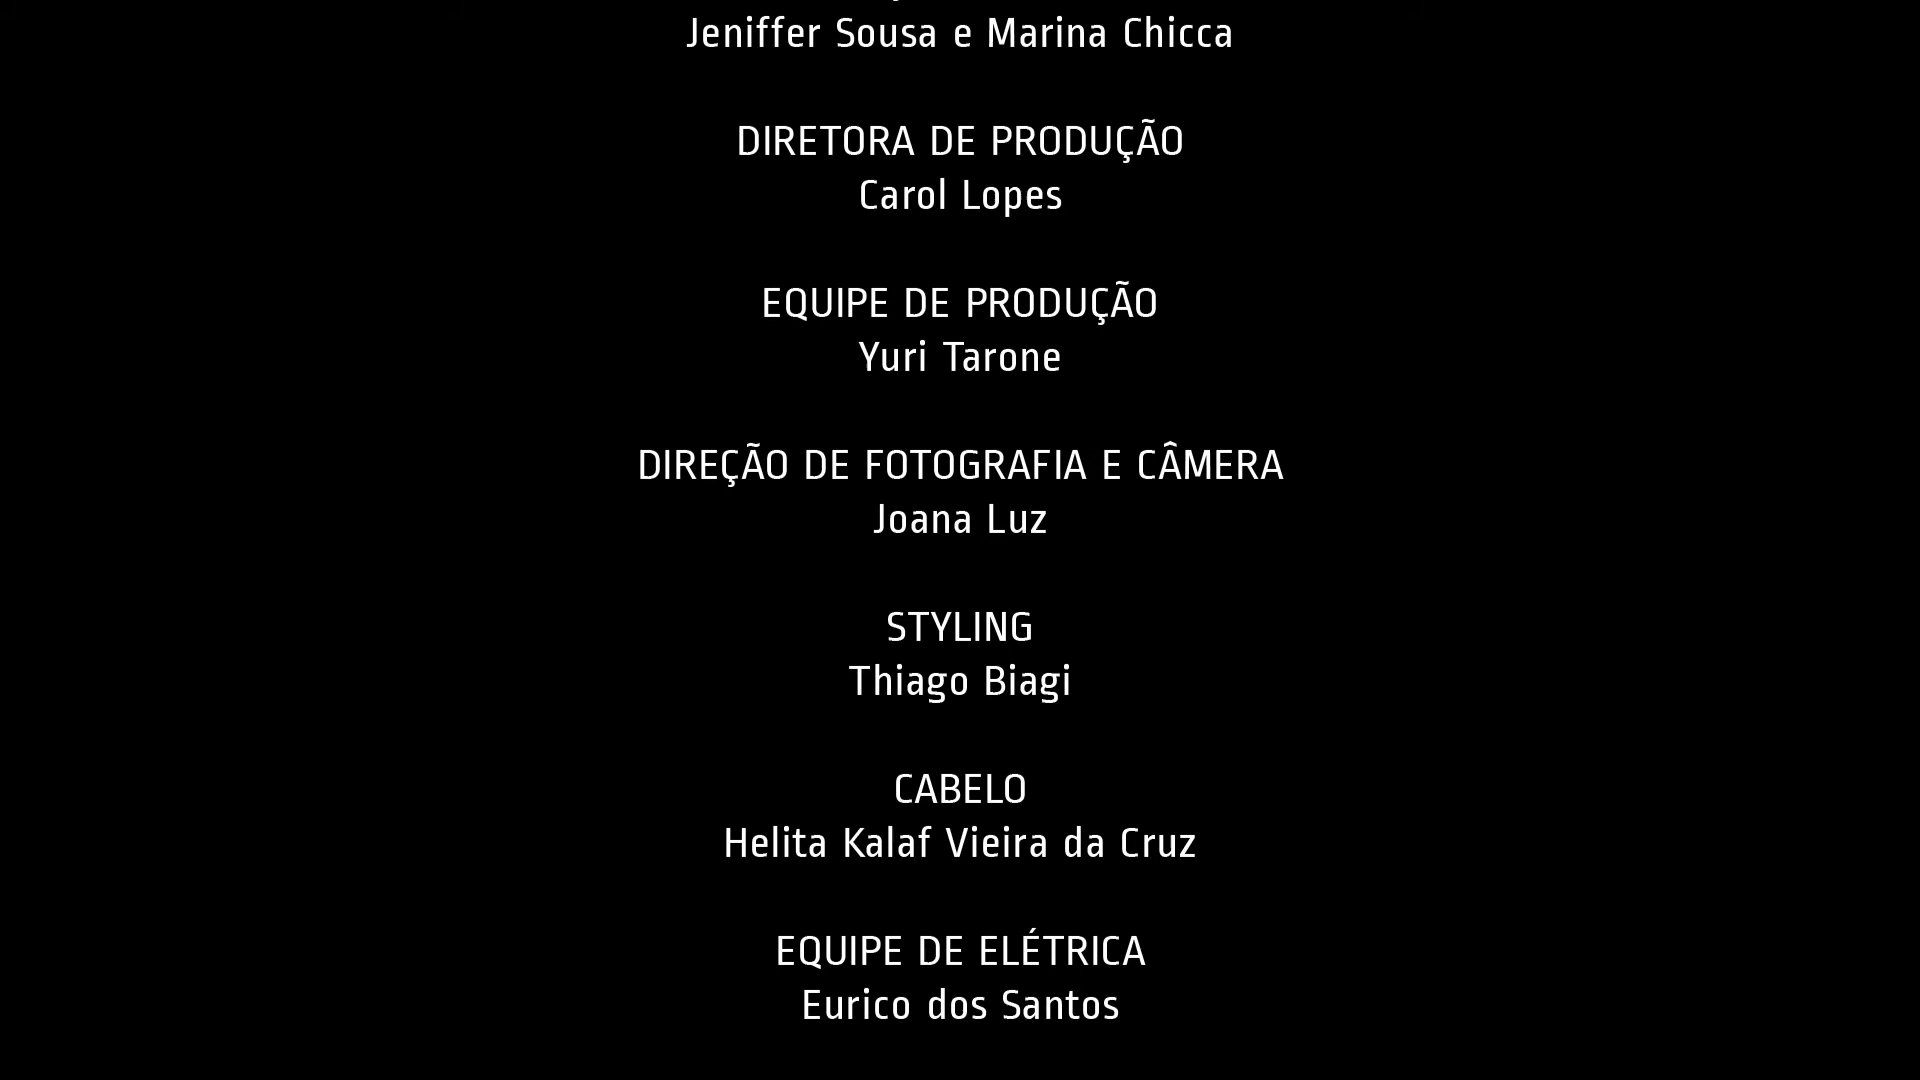 Jeniffer Sousa e Marina Chicca
DIRETORA DE PRODUÇÃO
Carol Lopes
EQUIPE DE PRODUÇÃO
Yuri Tarone
DIREÇÃO DE FOTOGRAFIA E CÂMERA
Joana Luz
STYLING
Thiago Biagi
CABELO
Helita Kalaf Vieira da Cruz
EQUIPE DE ELÉTRICA
Eurico dos Santos